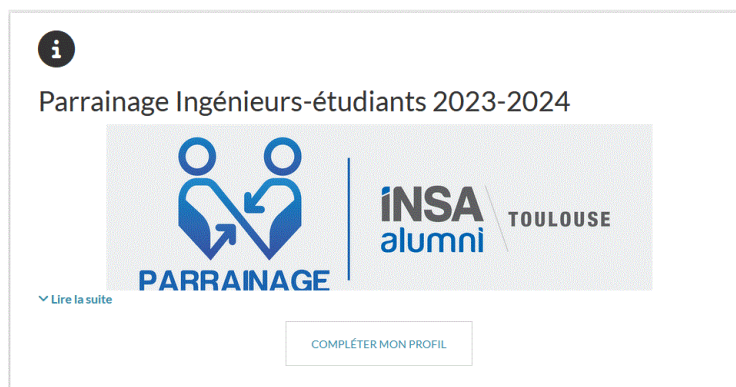 Parrainage Ingénieurs-étudiants 2023-2024
PARRAINAGE
iNSA
alumni
TOULOUSE
Lire la suite
COMPLÉTER MON PROFIL